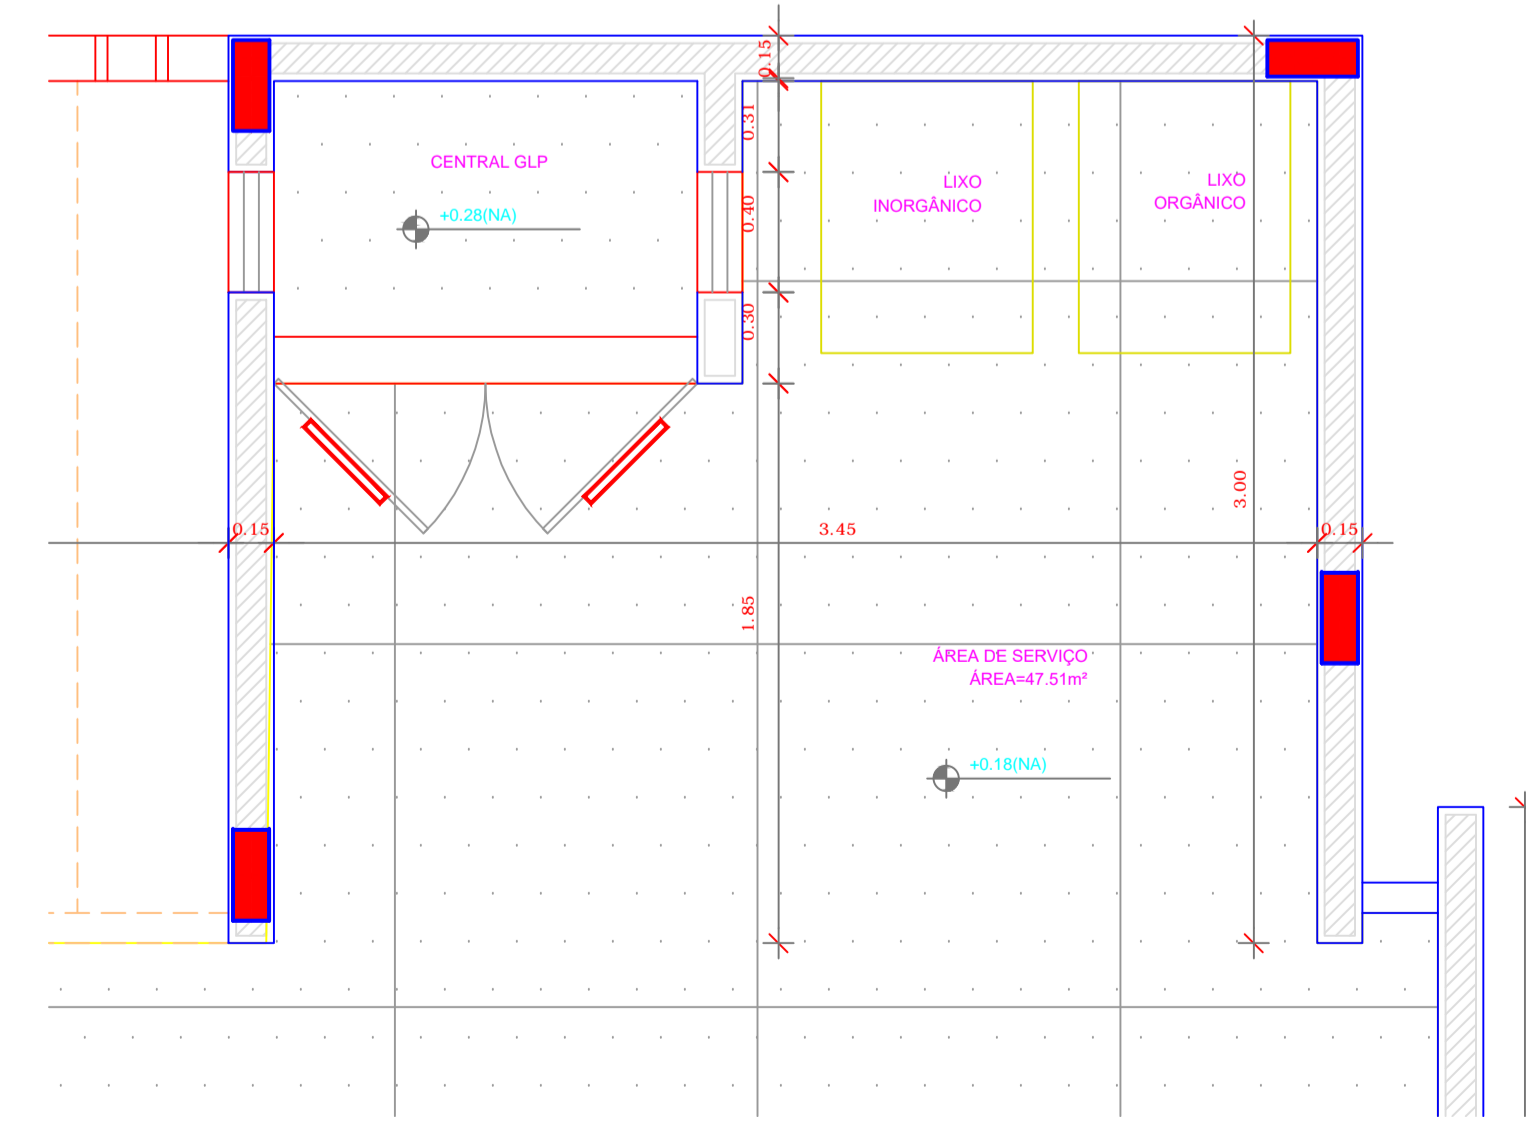 0.15
0.31
CENTRAL GLP
LIXO
INORGÂNICO
LIXO
ORGÂNICO
+0.28(NA)
0.40
0.30
3.00
0.15
3.45
0.15
1.85
ÁREA DE SERVIÇO
ÁREA=47.51m²
+0.18(NA)